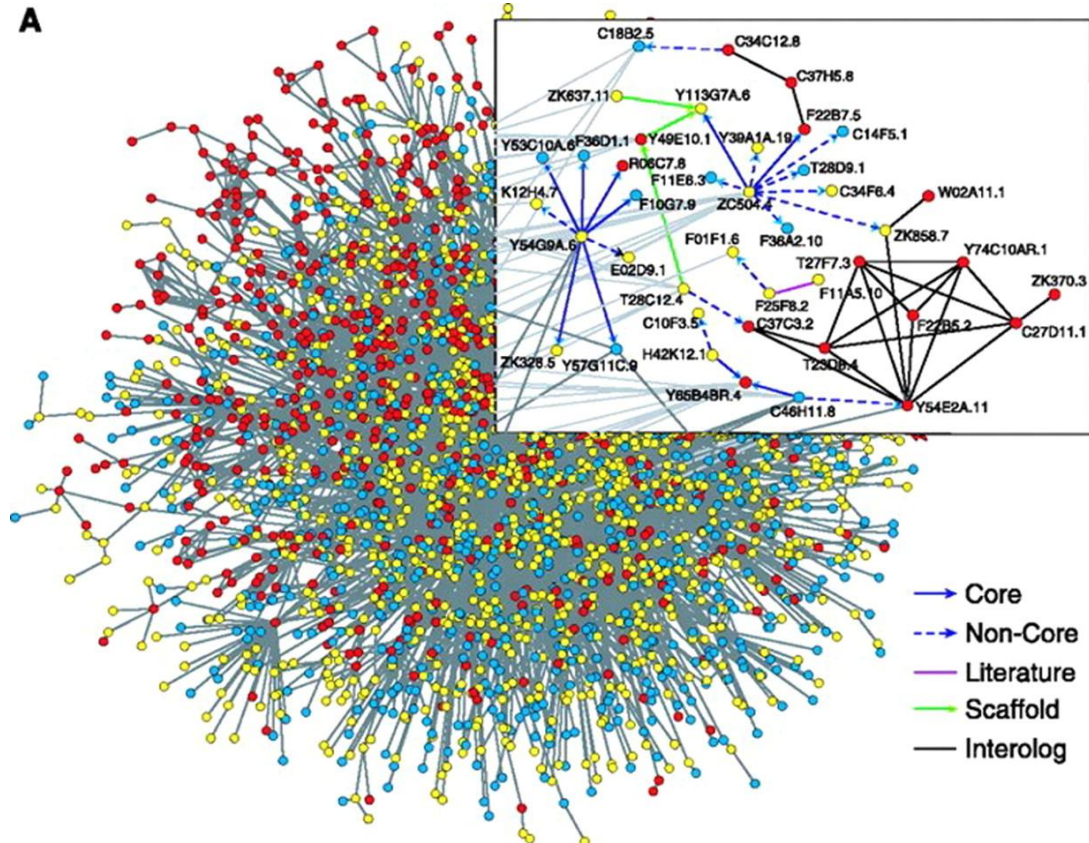 A
C18B2.5
C34C12.8
C37H5.8
ZK637.11
Y113G7A.6
F22B7.5
Y53C10A.6
F36D1.1
Y49E10.1
Y39A1A.19
C14F5.1
R06C7.8
F11E6.3
T28D9.1
K12H4.7
F10G7.9
ZC504.4
C34F6.4
W02A11.1
Y54G9A.6
F01F1.6
F36A2.10
ZK858.7
E02D9.1
T27F7.3
Y74C10AR.1
T28C12.4
F25F8.2
F11A5.10
ZK370.3
C10F3.5
C37C3.2
F22B5.2
C27D11.1
ZK328.5
Y57G11C.9
H42K12.1
T23D8.4
Y65B4BR.4
C46H11.8
Y54E2A.11
Core
Non-Core
Literature
Scaffold
Interolog